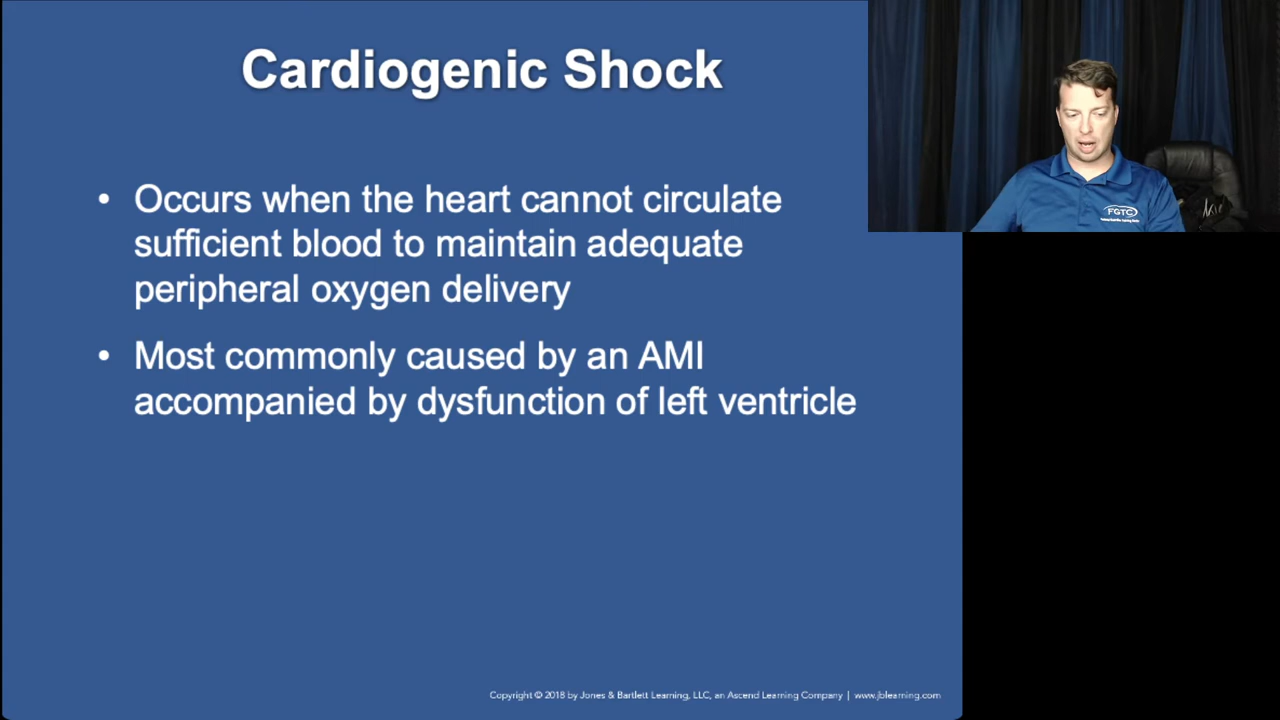 Cardiogenic Shock
• Occurs when the heart cannot circulate
sufficient blood to maintain adequate
peripheral oxygen delivery
• Most commonly caused by an AMI
accompanied by dysfunction of left ventricle
FGTC
Copyright © 2018 by Jones & Bartlett Learning, LLC, an Ascend Learning Company | www.jblearning.com